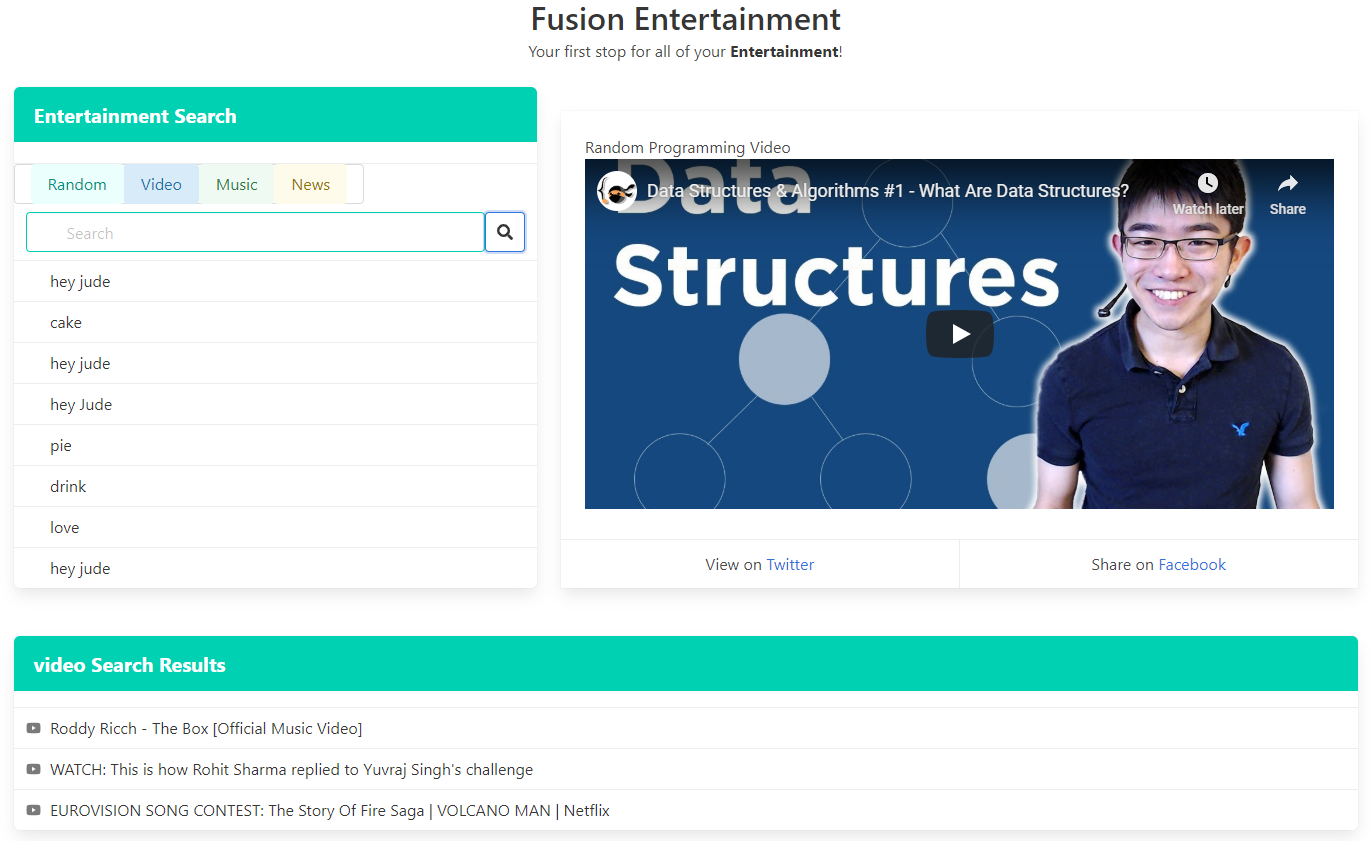 Fusion Entertainment
Your first stop for all of your Entertainment!
Entertainment Search
Random Video Music News
Search
hey jude
cake
hey jude
hey Jude
pie
drink
love
hey jude
Random Programming Video
Data Structures & Algorithms #1 - What Are Data Structures?
Watch later
Share
Data
Structures
View on Twitter
Share on Facebook
video Search Results
Roddy Ricch - The Box [Official Music Video]
WATCH: This is how Rohit Sharma replied to Yuvraj Singh's challenge
EUROVISION SONG CONTEST: The Story Of Fire Saga | VOLCANO MAN | Netflix